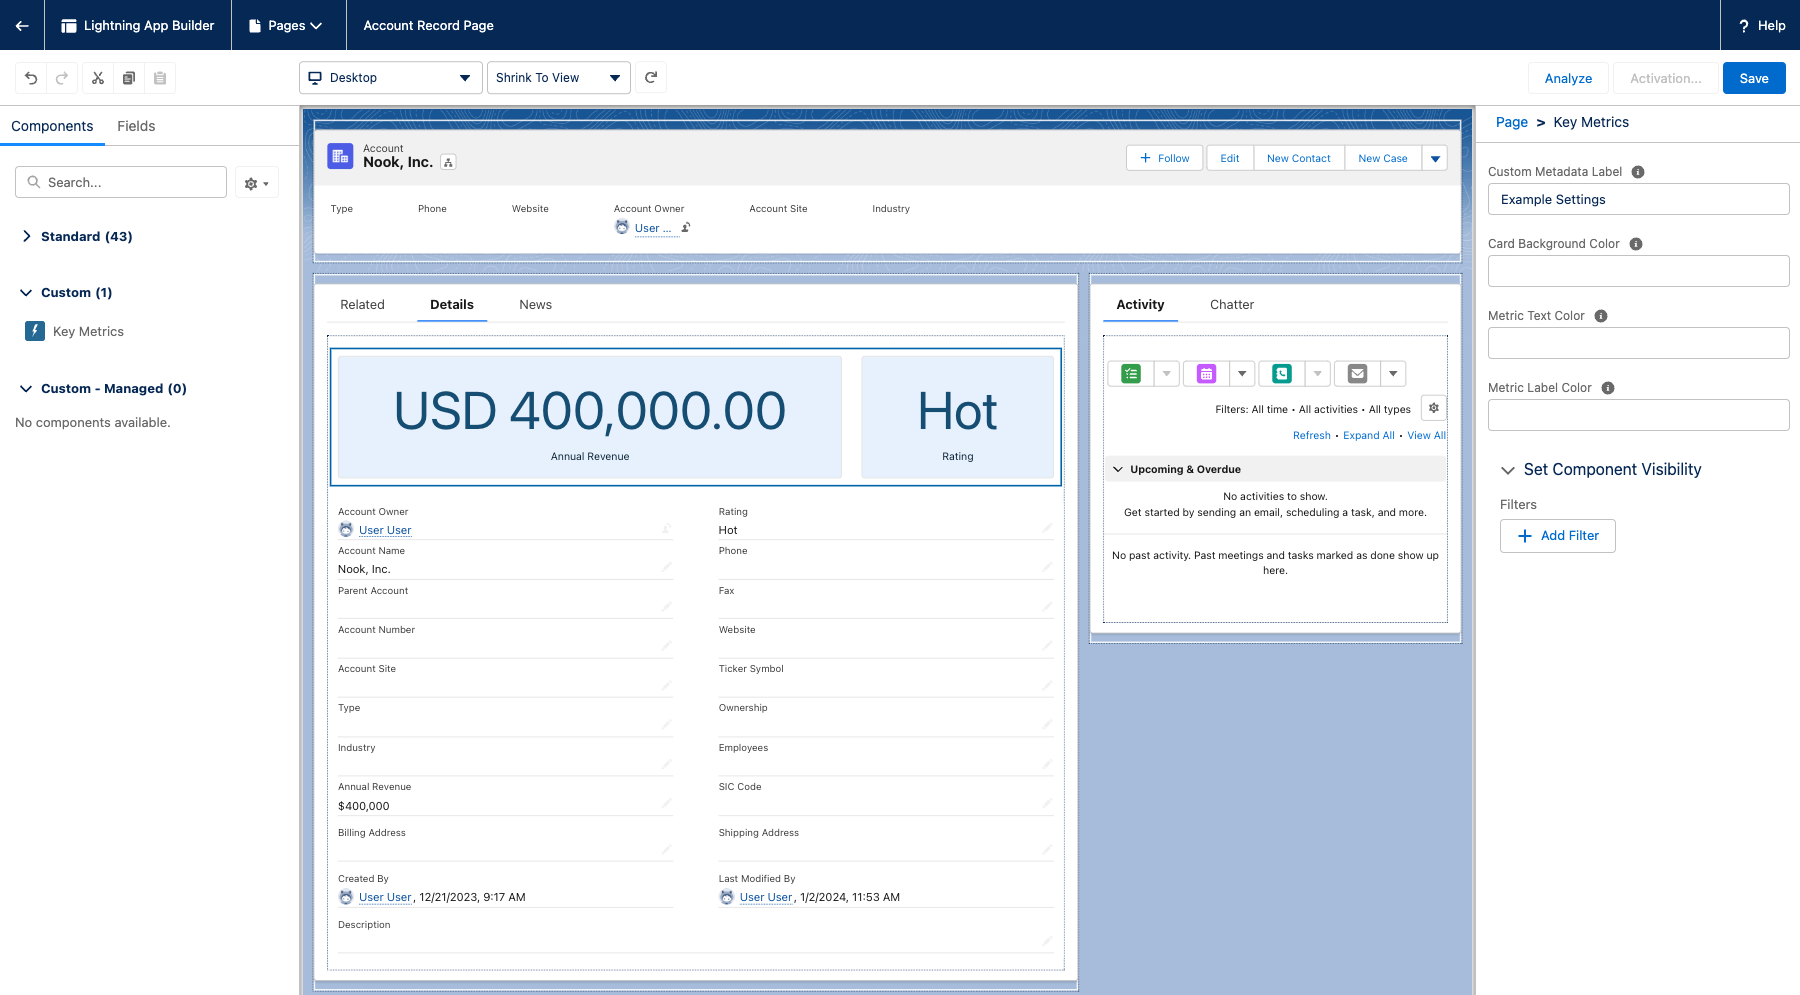 Lightning App Builder
Pages
Account Record Page
? Help
Desktop
Shrink To View
Analyze
Activation...
Save
Components
Fields
Search...
Standard (43)
Custom (1)
Key Metrics
Custom - Managed (0)
No components available.
Account
Nook, Inc.
+ Follow
Edit
New Contact
New Case
Type
Phone
Website
Account Owner
Account Site
Industry
User ...
Related
Details
News
USD 400,000.00
Annual Revenue
Hot
Rating
Account Owner
User User
Rating
Hot
Account Name
Nook, Inc.
Phone
Parent Account
Fax
Account Number
Website
Account Site
Ticker Symbol
Type
Ownership
Industry
Employees
Annual Revenue
$400,000
SIC Code
Billing Address
Shipping Address
Created By
User User, 12/21/2023, 9:17 AM
Last Modified By
User User, 1/2/2024, 11:53 AM
Description
Activity
Chatter
Filters: All time • All activities • All types
Refresh • Expand All • View All
Upcoming & Overdue
No activities to show.
Get started by sending an email, scheduling a task, and more.
No past activity. Past meetings and tasks marked as done show up
here.
Page > Key Metrics
Custom Metadata Label
Example Settings
Card Background Color
Metric Text Color
Metric Label Color
Set Component Visibility
Filters
+ Add Filter